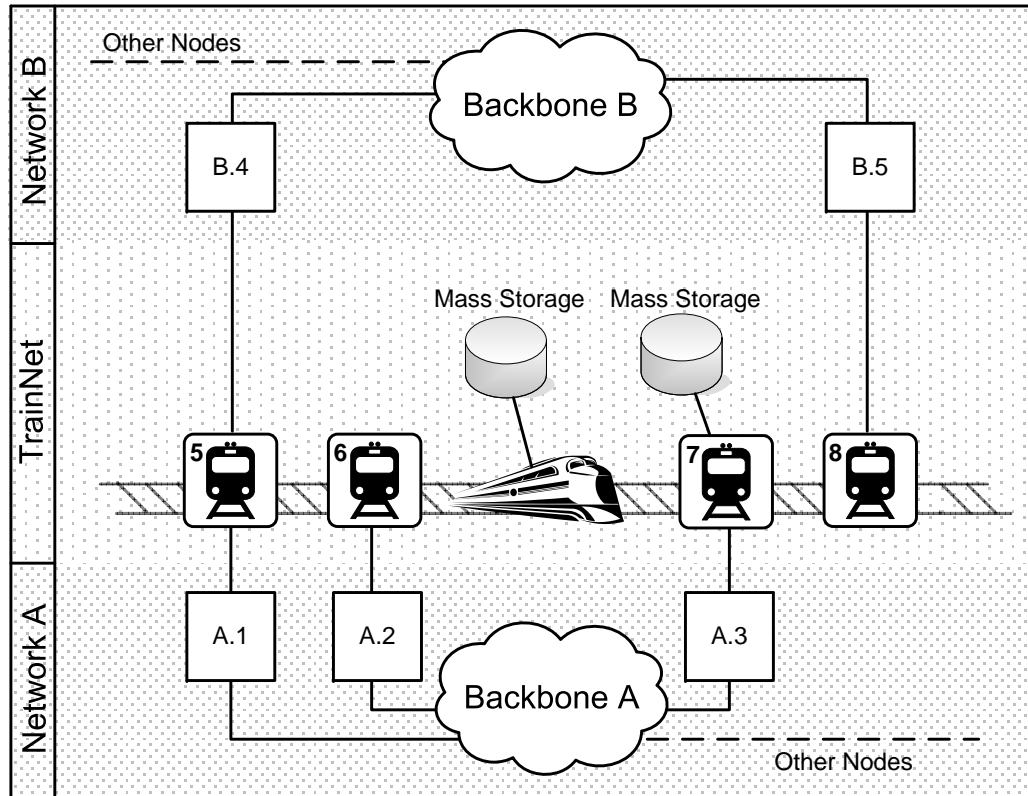 Network B
Other Nodes
Backbone B
B.4
B.5
TrainNet
Mass Storage
Mass Storage
5
6
7
8
Network A
A.1
A.2
A.3
Backbone A
Other Nodes